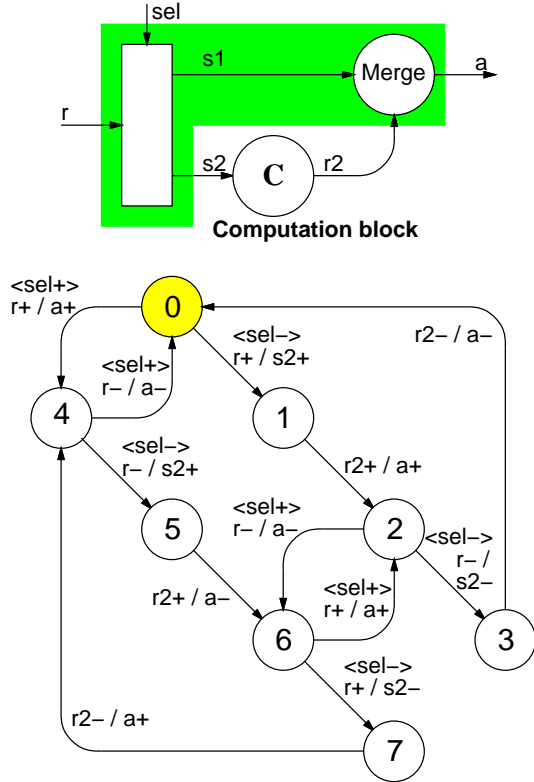 sel
s1
Merge
a
r
s2
C
r2
Computation block
<sel+>
r+ / a+
0
r2– / a–
<sel–>
r+ / s2+
<sel+>
r– / a–
4
1
<sel–>
r– / s2+
r2+ / a+
<sel+>
r– / a–
5
2
<sel–>
r– /
s2–
<sel+>
r+ / a+
r2+ / a–
6
3
<sel–>
r+ / s2–
r2– / a+
7